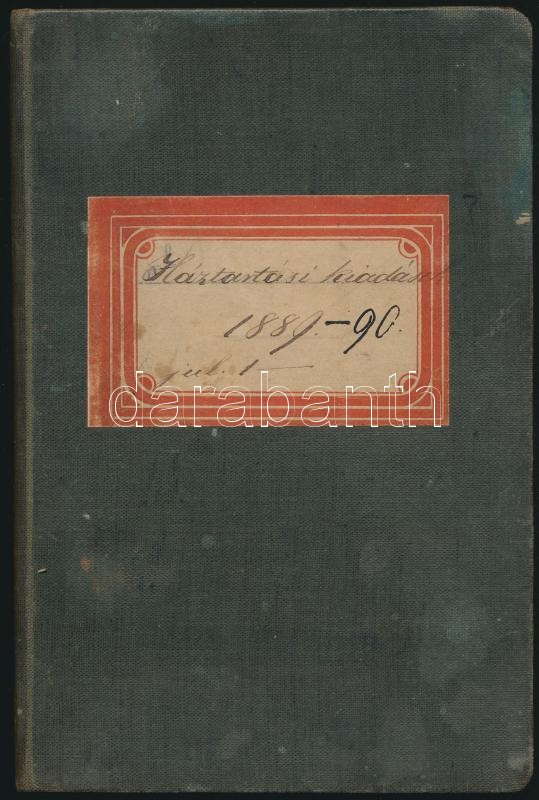 Háztartási kiadások
1889.-90.
jul. 1
darabanth